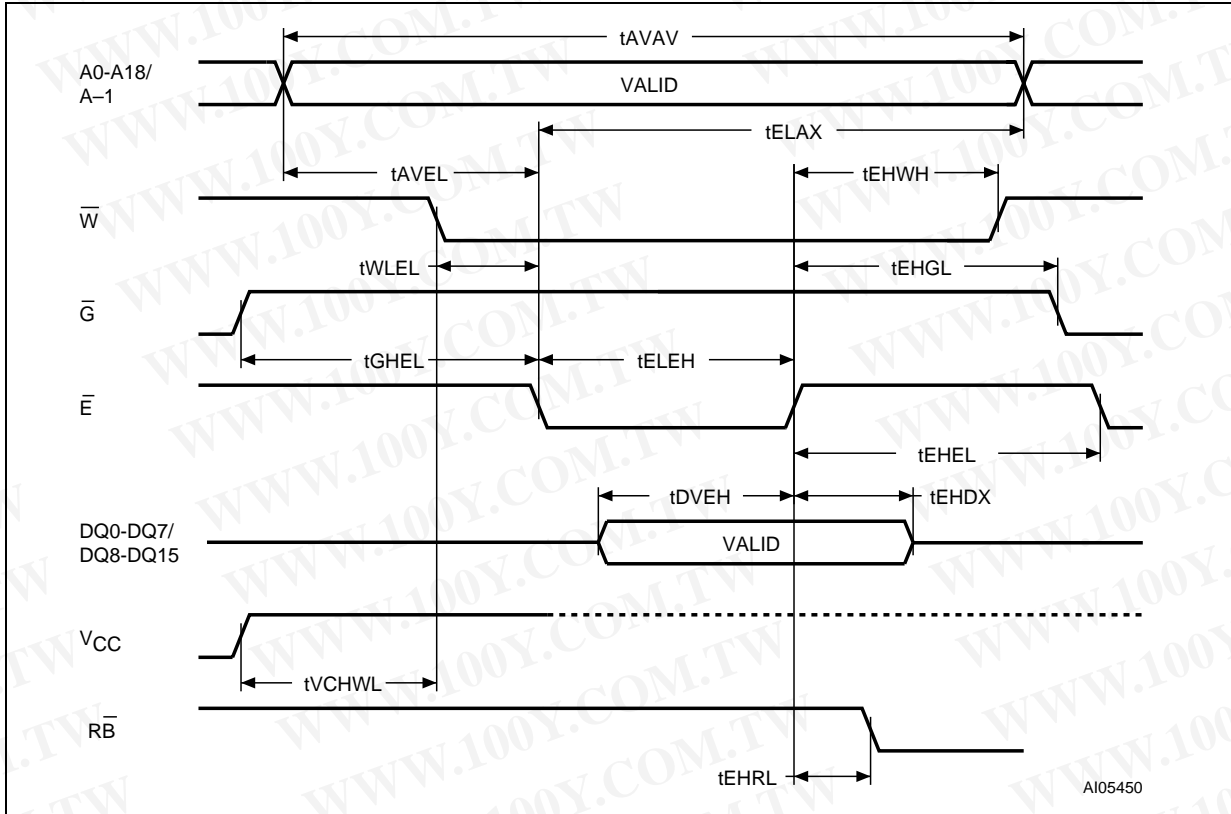 tAVAV
A0-A18/
A–1
VALID
tELAX
tAVEL
tEHWH
W̅
tWLEL
tEHGL
G̅
tGHEL
tELEH
E̅
tEHEL
tDVEH
tEHDX
DQ0-DQ7/
DQ8-DQ15
VALID
VCC
tVCHWL
RB̅
tEHRL
AI05450
WWW.100Y.COM.TW